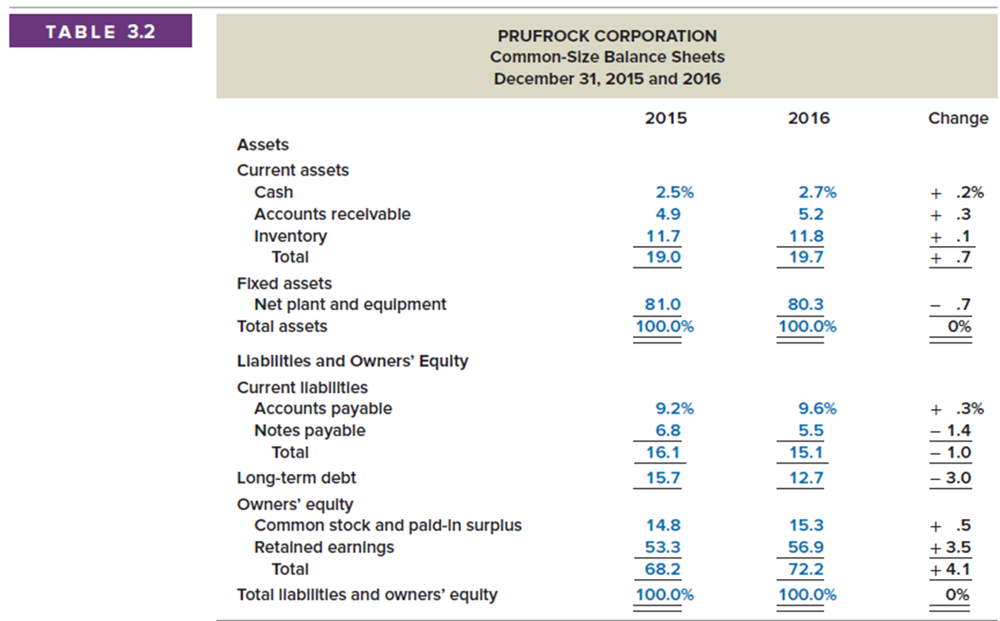 TABLE 3.2
PRUFROCK CORPORATION
Common-Size Balance Sheets
December 31, 2015 and 2016
2015 2016 Change
Assets
Current assets
Cash 2.5% 2.7% + .2%
Accounts receivable 4.9 5.2 + .3
Inventory 11.7 11.8 + .1
Total 19.0 19.7 + .7
Fixed assets
Net plant and equipment 81.0 80.3 − .7
Total assets 100.0% 100.0% 0%
Liabilities and Owners’ Equity
Current liabilities
Accounts payable 9.2% 9.6% + .3%
Notes payable 6.8 5.5 − 1.4
Total 16.1 15.1 − 1.0
Long-term debt 15.7 12.7 − 3.0
Owners’ equity
Common stock and paid-in surplus 14.8 15.3 + .5
Retained earnings 53.3 56.9 + 3.5
Total 68.2 72.2 + 4.1
Total liabilities and owners’ equity 100.0% 100.0% 0%